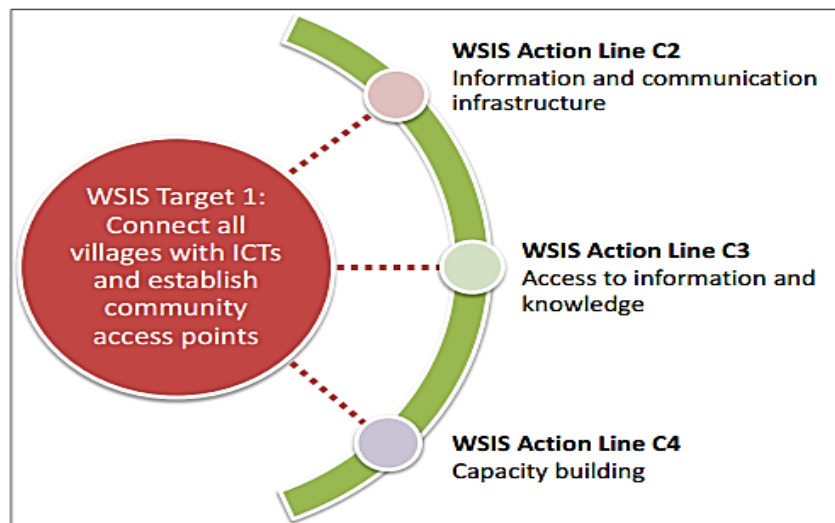 WSIS Target 1:
Connect all
villages with ICTs
and establish
community
access points
WSIS Action Line C2
Information and communication
infrastructure
WSIS Action Line C3
Access to information and
knowledge
WSIS Action Line C4
Capacity building